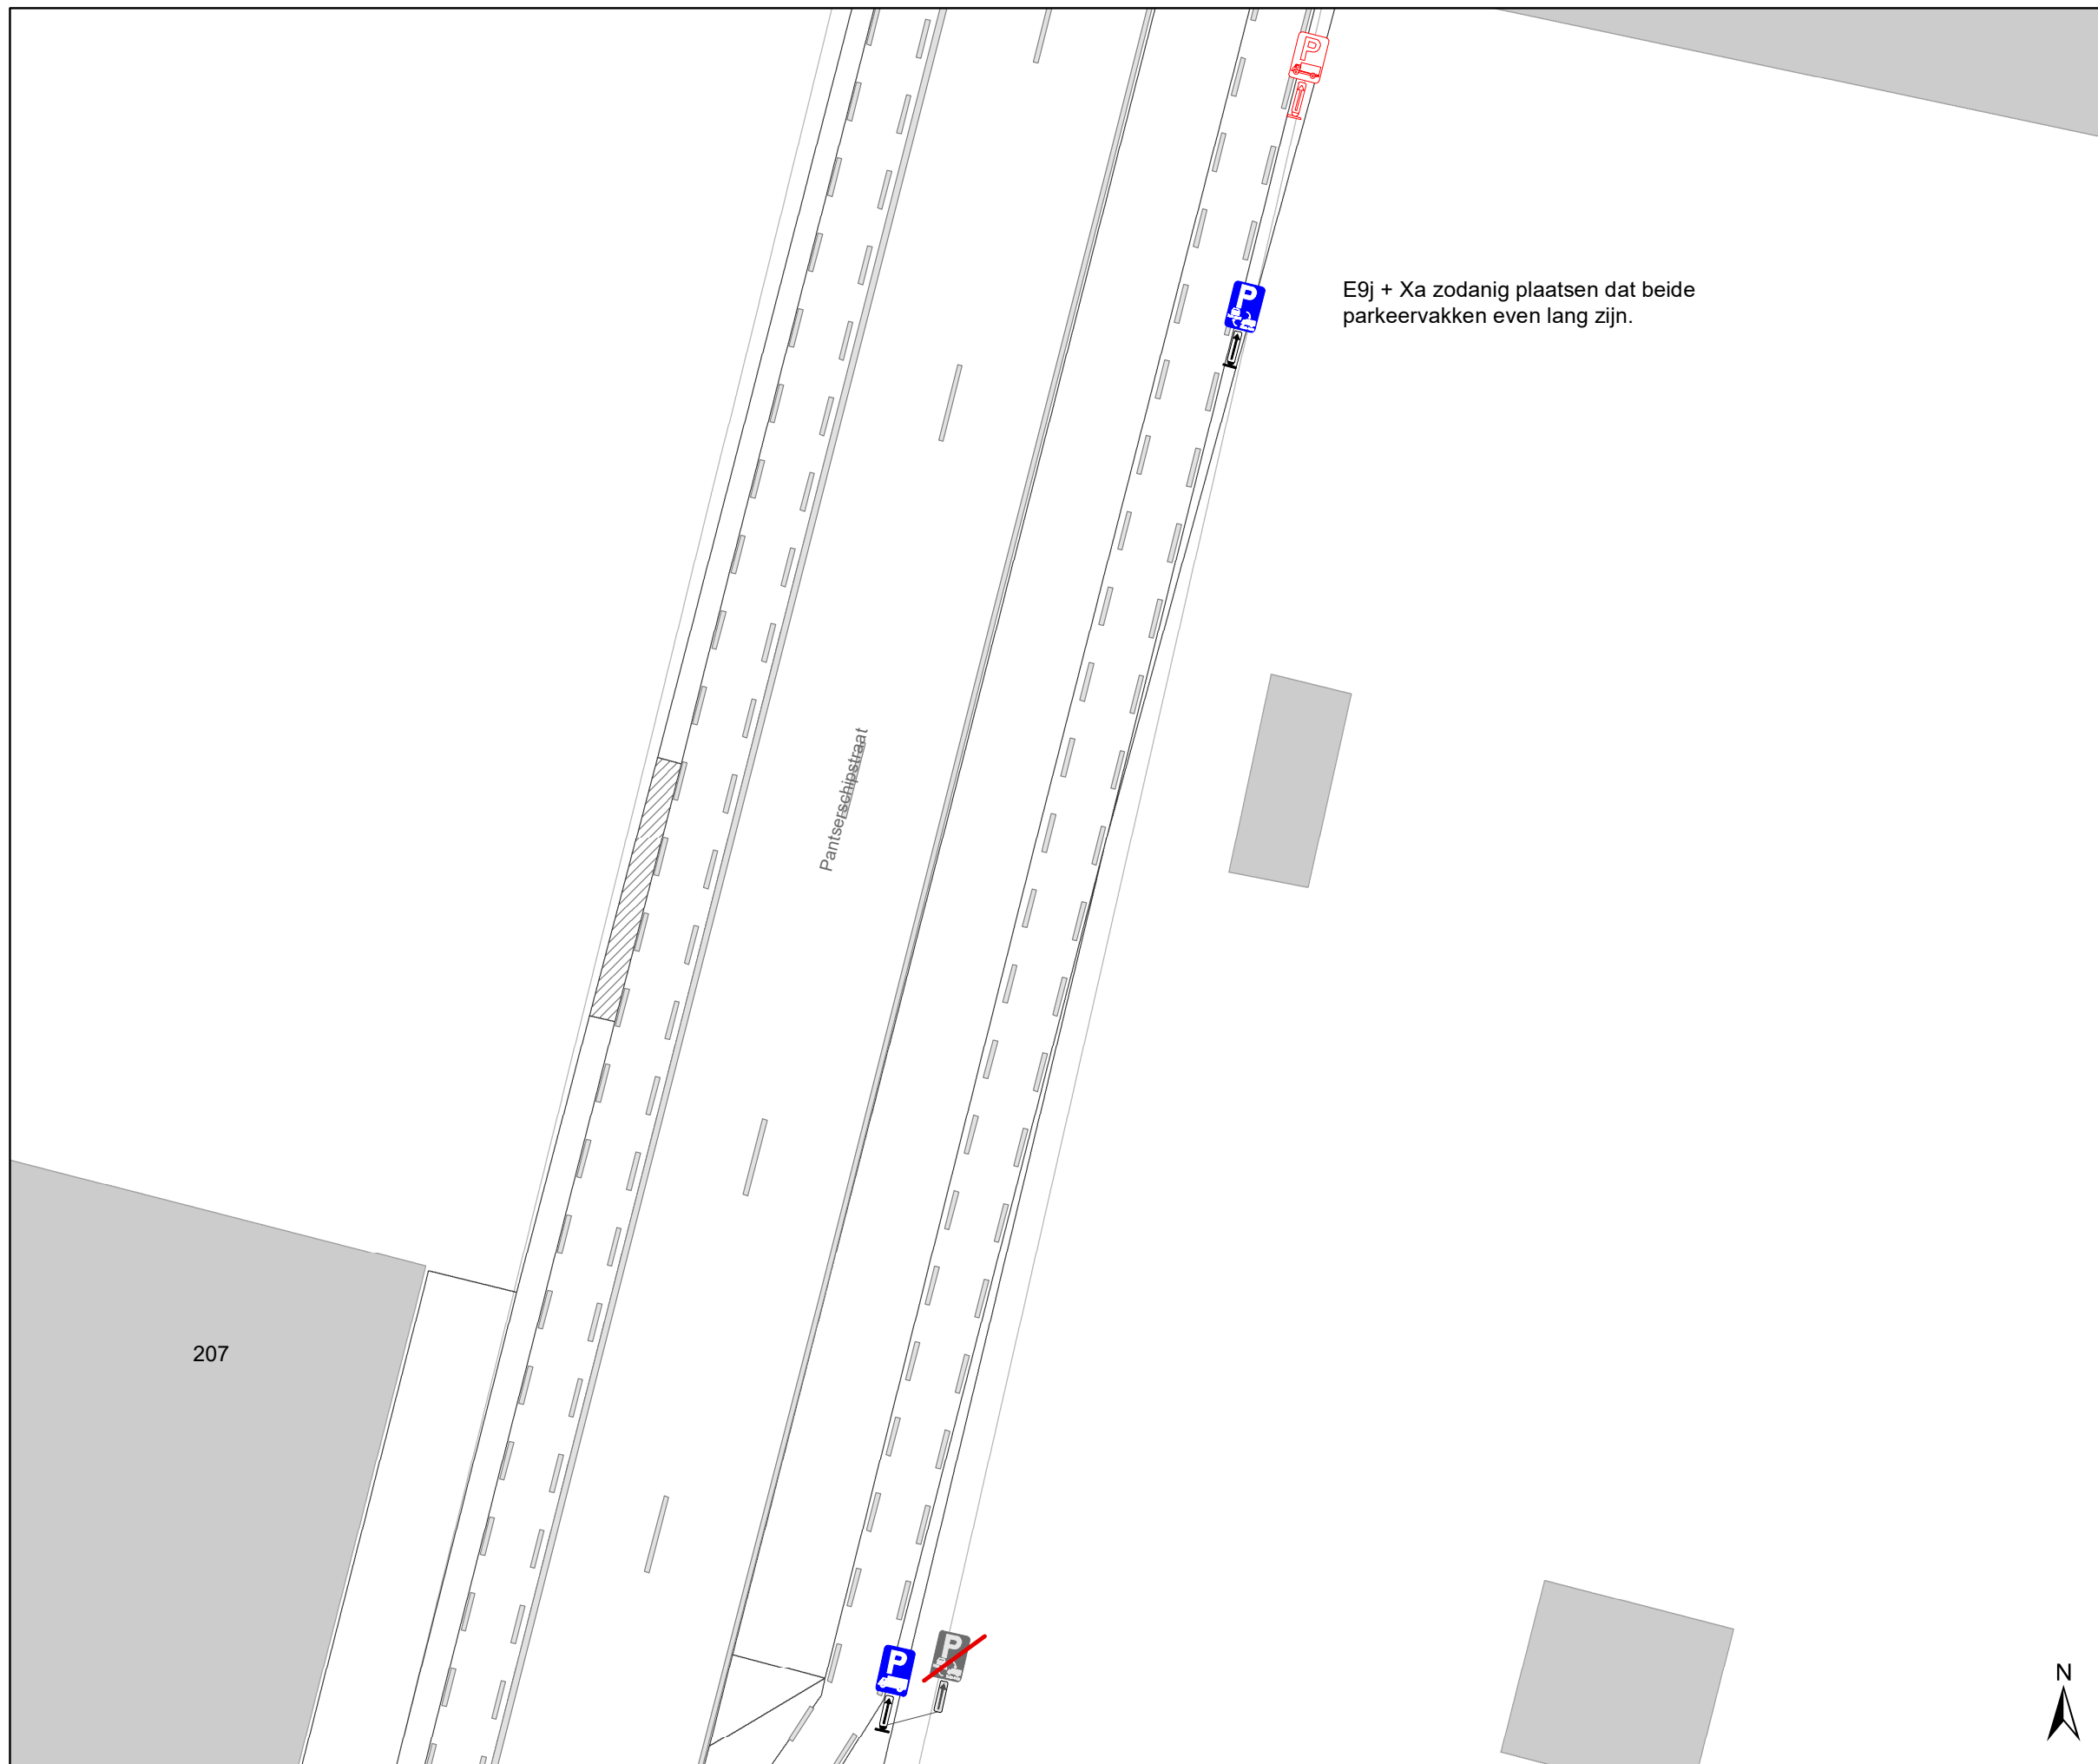 P
P
E9j + Xa zodanig plaatsen dat beide
parkeervakken even lang zijn.
Pantserschipstraat
207
P
P
N